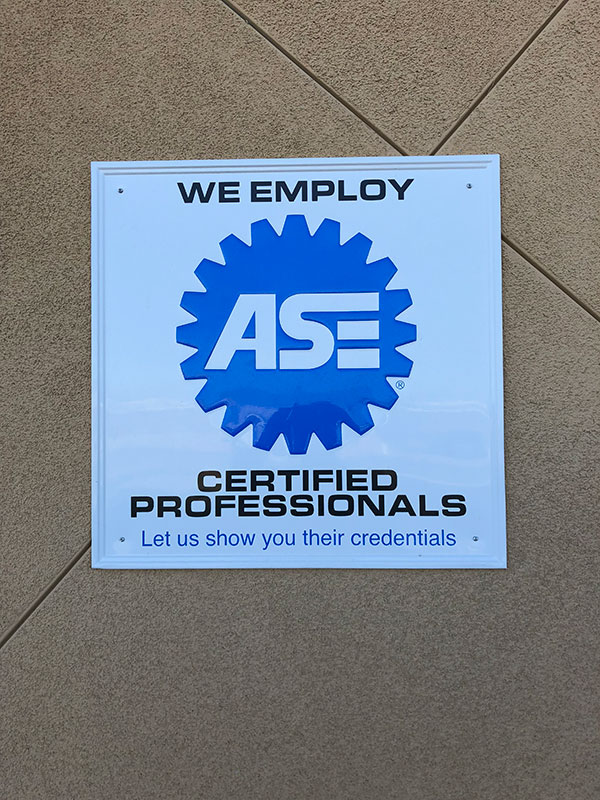 WE EMPLOY
ASE
®
CERTIFIED
PROFESSIONALS
Let us show you their credentials